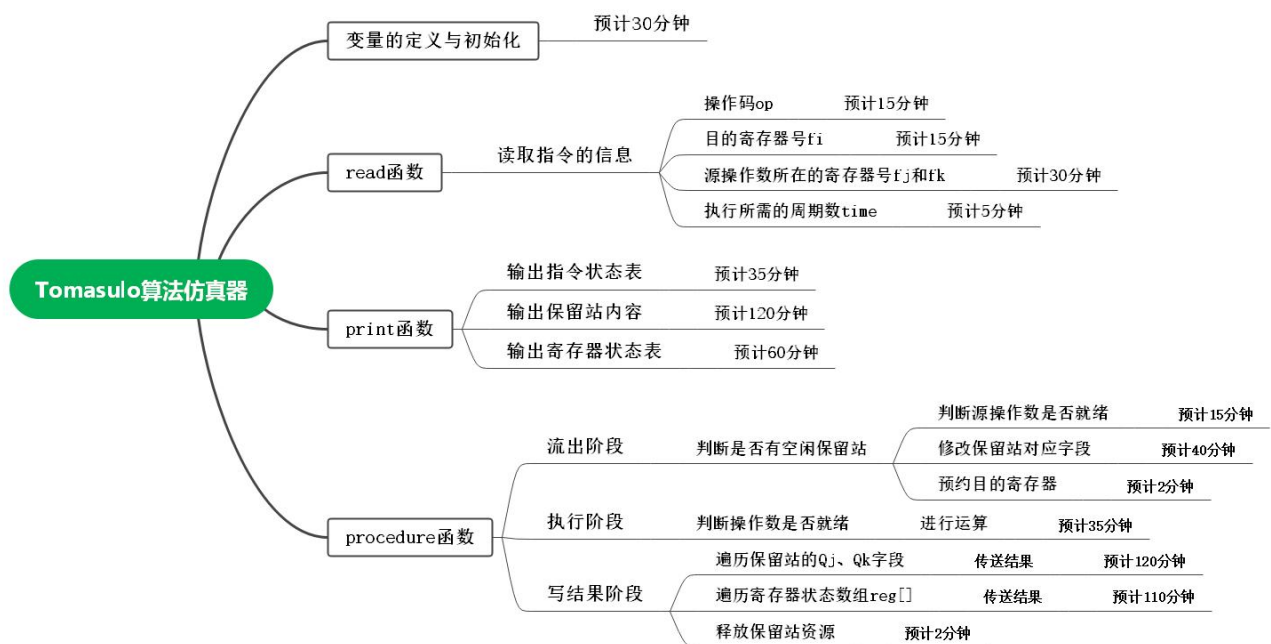 Tomasulo算法仿真器
变量的定义与初始化 预计30分钟
read函数 读取指令的信息
操作码op 预计15分钟
目的寄存器号fi 预计15分钟
源操作数所在的寄存器号fj和fk 预计30分钟
执行所需的周期数time 预计5分钟
print函数
输出指令状态表 预计35分钟
输出保留站内容 预计120分钟
输出寄存器状态表 预计60分钟
procedure函数
流出阶段 判断是否有空闲保留站
判断源操作数是否就绪 预计15分钟
修改保留站对应字段 预计40分钟
预约目的寄存器 预计2分钟
执行阶段 判断操作数是否就绪 进行运算 预计35分钟
写结果阶段
遍历保留站的Qj、Qk字段 传送结果 预计120分钟
遍历寄存器状态数组reg[] 传送结果 预计110分钟
释放保留站资源 预计2分钟